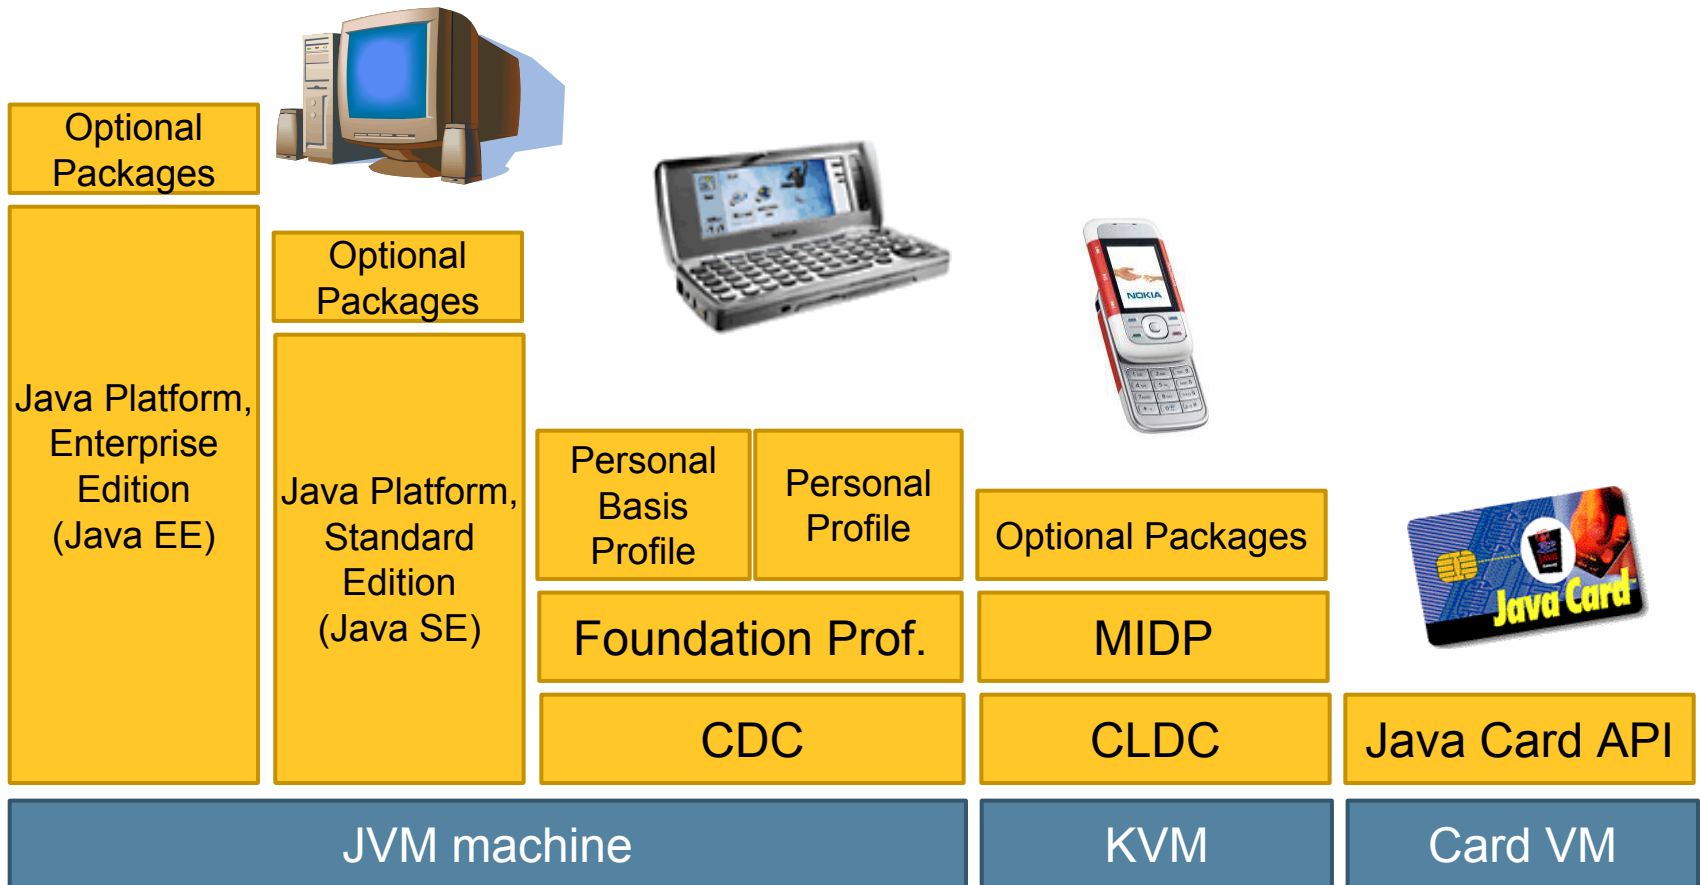 Optional
Packages
Java Platform,
Enterprise
Edition
(Java EE)
Optional
Packages
Java Platform,
Standard
Edition
(Java SE)
Personal
Basis
Profile
Personal
Profile
Foundation Prof.
CDC
NOKIA
Optional Packages
MIDP
CLDC
Java Card
Java Card API
JVM machine
KVM
Card VM